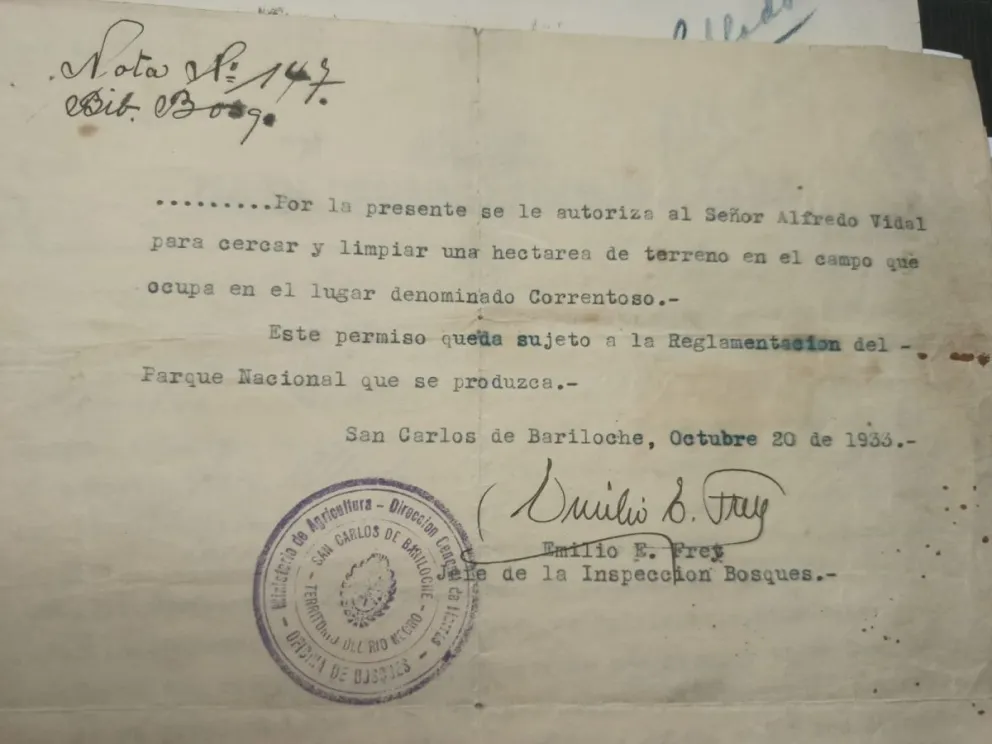 Nota Nº 147.
Bib. Bosq.
.........Por la presente se le autoriza al Señor Alfredo Vidal
para cercar y limpiar una hectarea de terreno en el campo que
ocupa en el lugar denominado Correntoso.-
Este permiso queda sujeto a la Reglamentacion del -
Parque Nacional que se produzca.-
San Carlos de Bariloche, Octubre 20 de 1933.-
Emilio E. Frey
Emilio E. Frey
Jefe de la Inspeccion Bosques.-
Ministerio de Agricultura - Direccion
SAN CARLOS DE BARILOCHE
TERRITORIO DEL RIO NEGRO
OFICINA DE BOSQUES